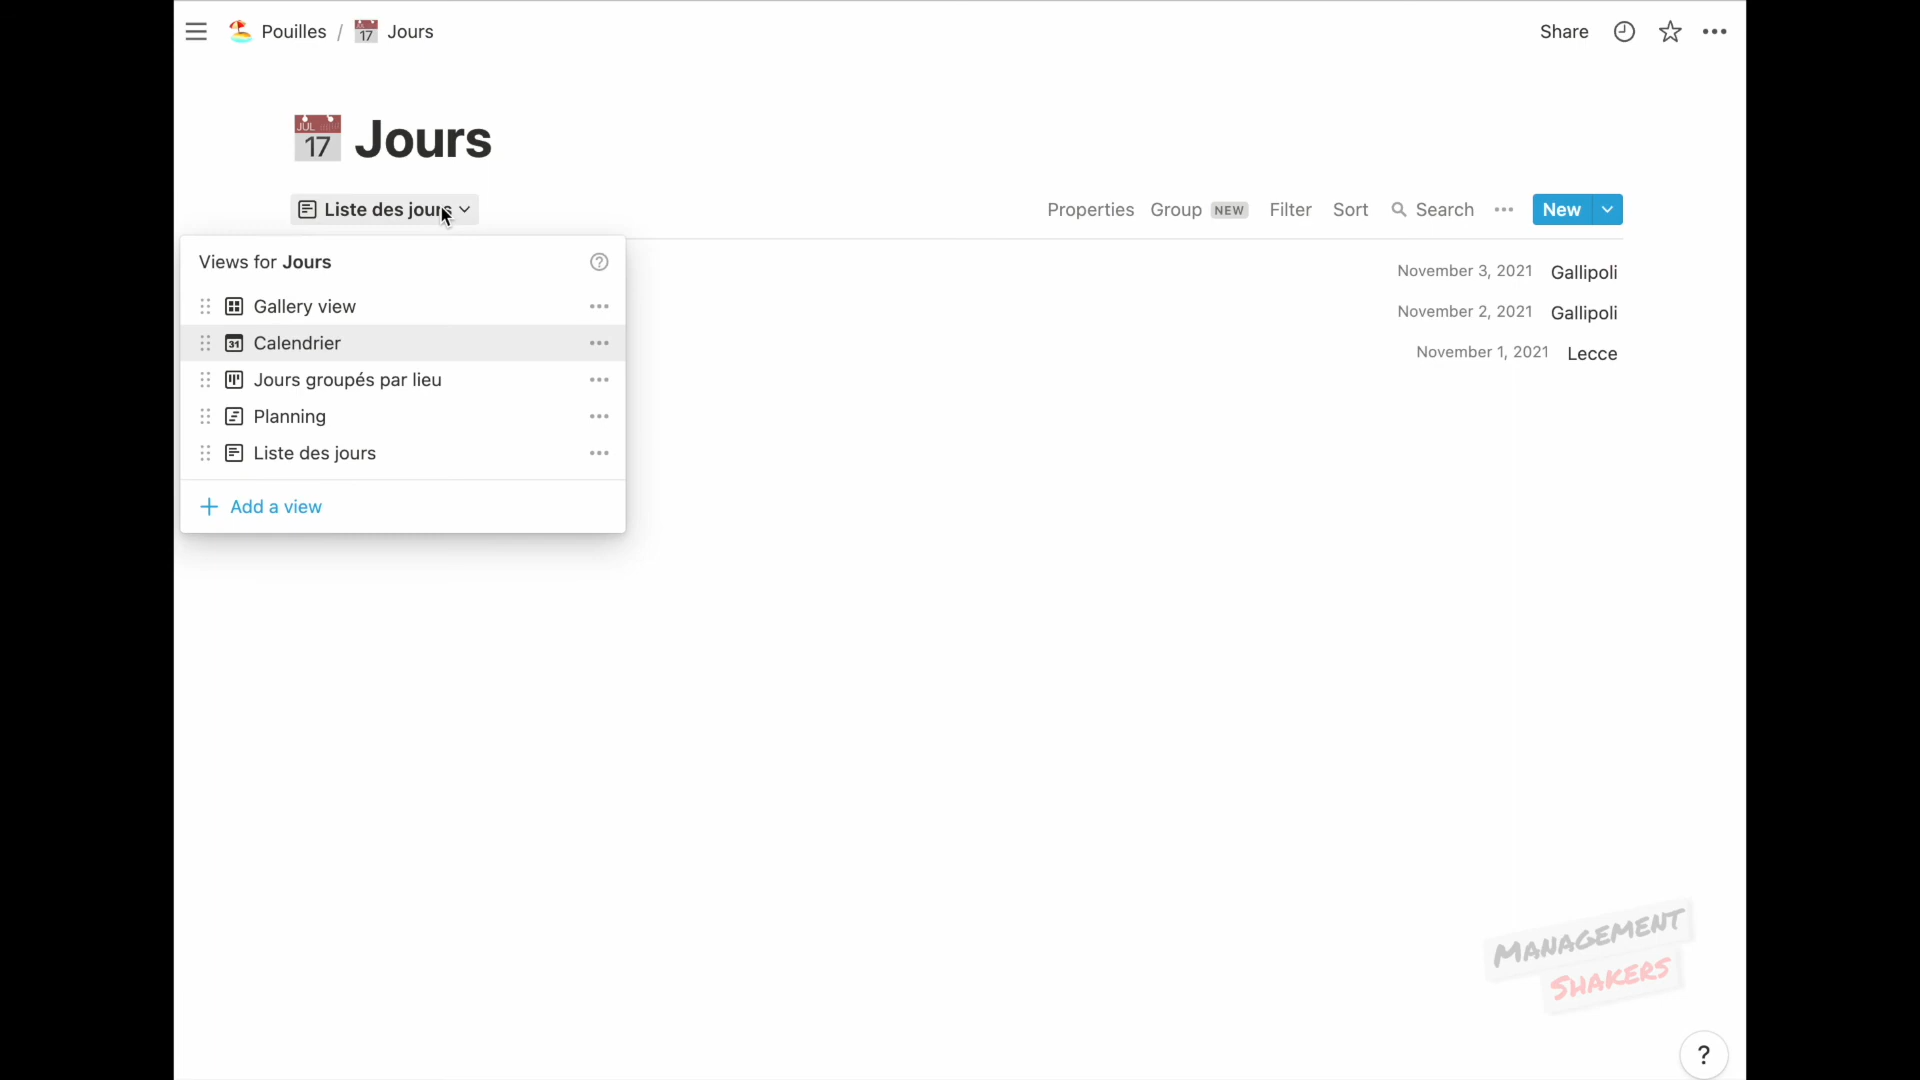 Pouilles / Jours
Share
Jours
Liste des jours
Properties Group NEW Filter Sort Search New
Views for Jours
Gallery view
Calendrier
Jours groupés par lieu
Planning
Liste des jours
Add a view
November 3, 2021 Gallipoli
November 2, 2021 Gallipoli
November 1, 2021 Lecce
MANAGEMENT
SHAKERS
?